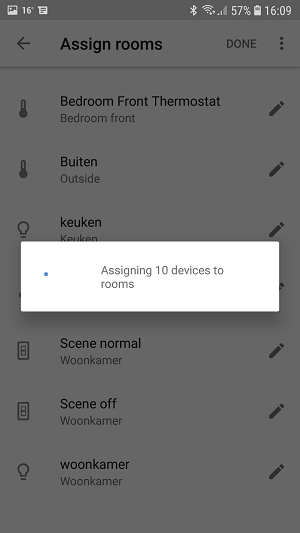 16° 57% 16:09
Assign rooms DONE
Bedroom Front Thermostat
Bedroom front
Buiten
Outside
keuken
Keuken
Assigning 10 devices to
rooms
Scene normal
Woonkamer
Scene off
Woonkamer
woonkamer
Woonkamer